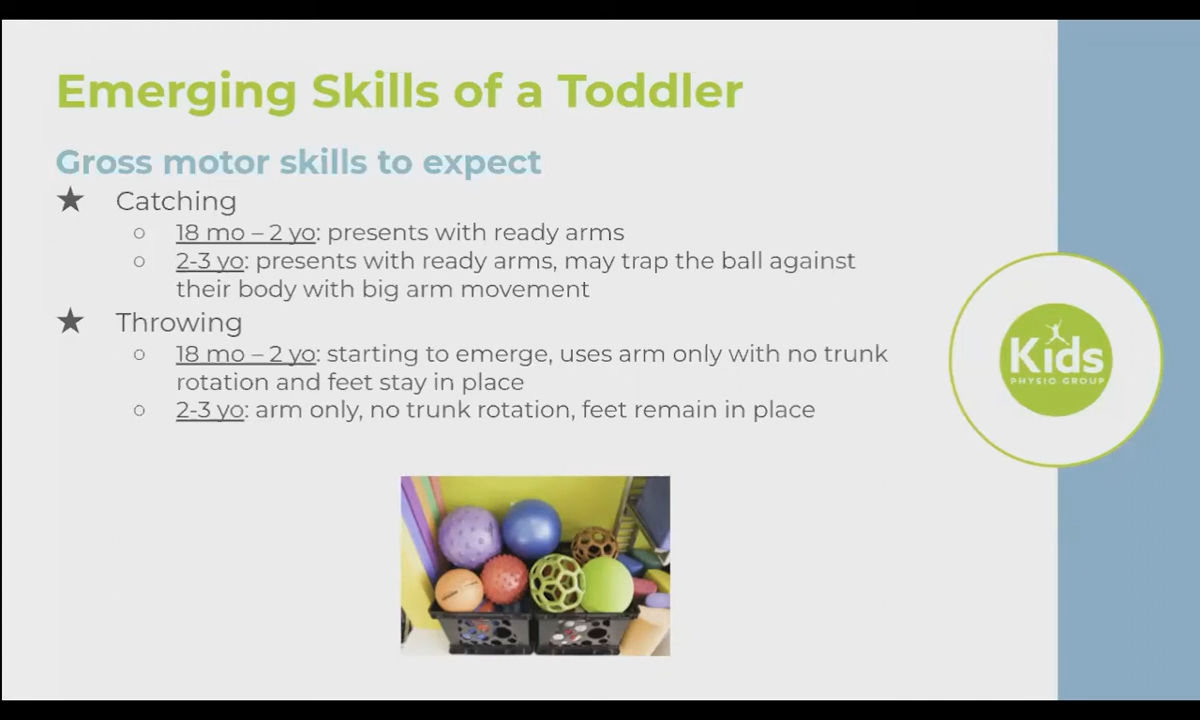 Emerging Skills of a Toddler
Gross motor skills to expect
★ Catching
○ 18 mo – 2 yo: presents with ready arms
○ 2-3 yo: presents with ready arms, may trap the ball against
their body with big arm movement
★ Throwing
○ 18 mo – 2 yo: starting to emerge, uses arm only with no trunk
rotation and feet stay in place
○ 2-3 yo: arm only, no trunk rotation, feet remain in place
Kids
PHYSIO GROUP